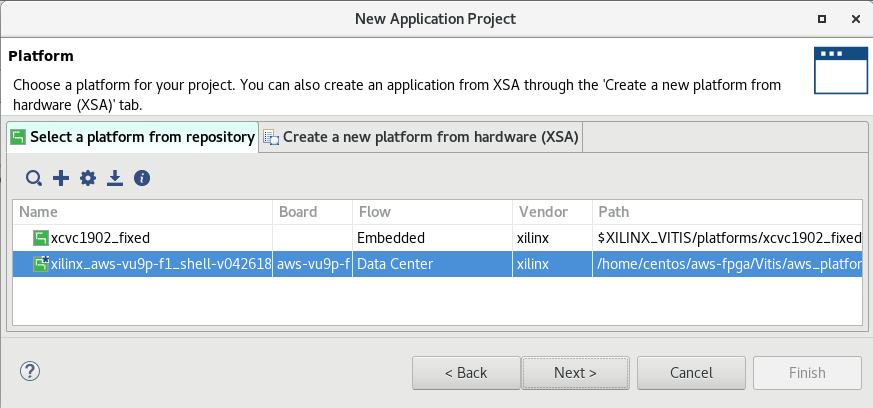 New Application Project
Platform
Choose a platform for your project. You can also create an application from XSA through the 'Create a new platform from
hardware (XSA)' tab.
Select a platform from repository Create a new platform from hardware (XSA)
Name Board Flow Vendor Path
xcvc1902_fixed Embedded xilinx $XILINX_VITIS/platforms/xcvc1902_fixed
xilinx_aws-vu9p-f1_shell-v042618 aws-vu9p-f Data Center xilinx /home/centos/aws-fpga/Vitis/aws_platfor
< Back Next > Cancel Finish